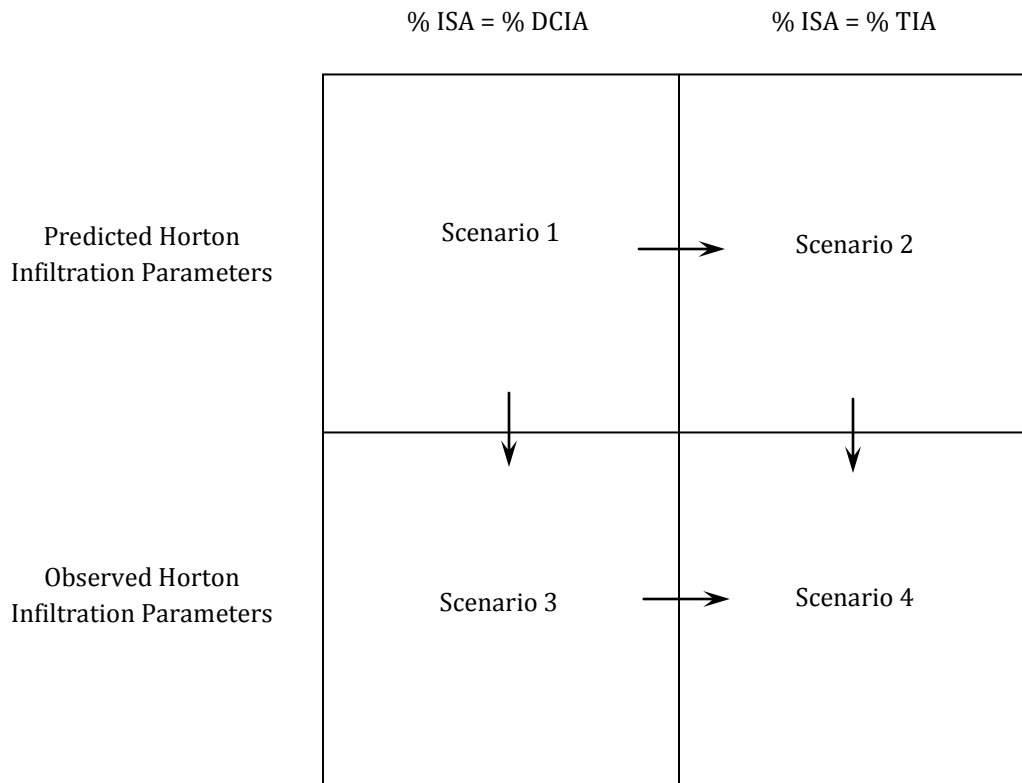 % ISA = % DCIA
% ISA = % TIA
Predicted Horton
Infiltration Parameters
Scenario 1
Scenario 2
Observed Horton
Infiltration Parameters
Scenario 3
Scenario 4